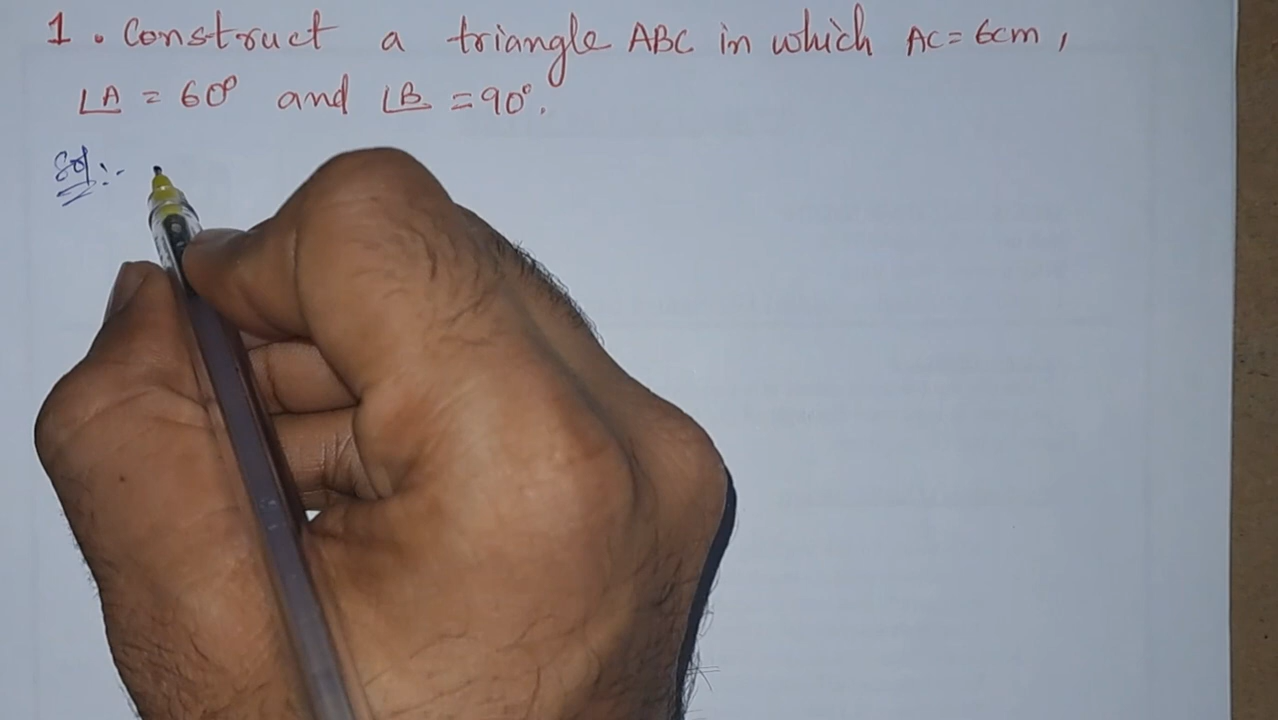 1. Construct a triangle ABC in which AC = 6cm,
∠A = 60° and ∠B = 90°.
Sol:-